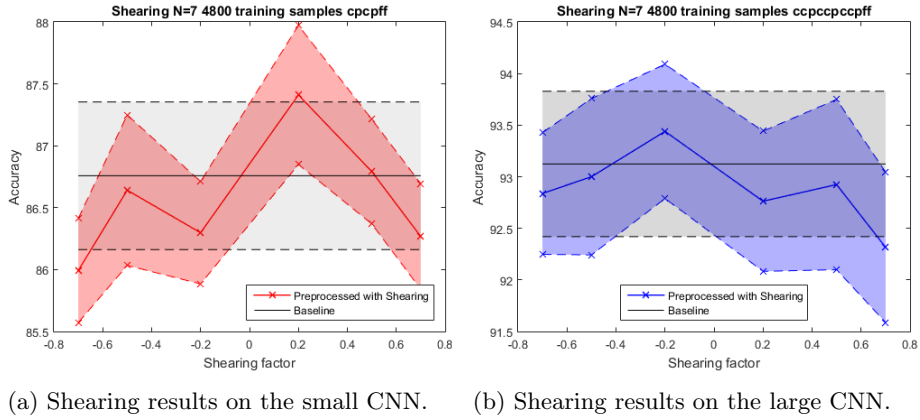 Shearing N=7 4800 training samples cpcpff
88
87.5
87
86.5
86
85.5
Accuracy
-0.8 -0.6 -0.4 -0.2 0 0.2 0.4 0.6 0.8
Shearing factor
Preprocessed with Shearing
Baseline
(a) Shearing results on the small CNN.
Shearing N=7 4800 training samples ccpccpccpff
94.5
94
93.5
93
92.5
92
91.5
Accuracy
-0.8 -0.6 -0.4 -0.2 0 0.2 0.4 0.6 0.8
Shearing factor
Preprocessed with Shearing
Baseline
(b) Shearing results on the large CNN.